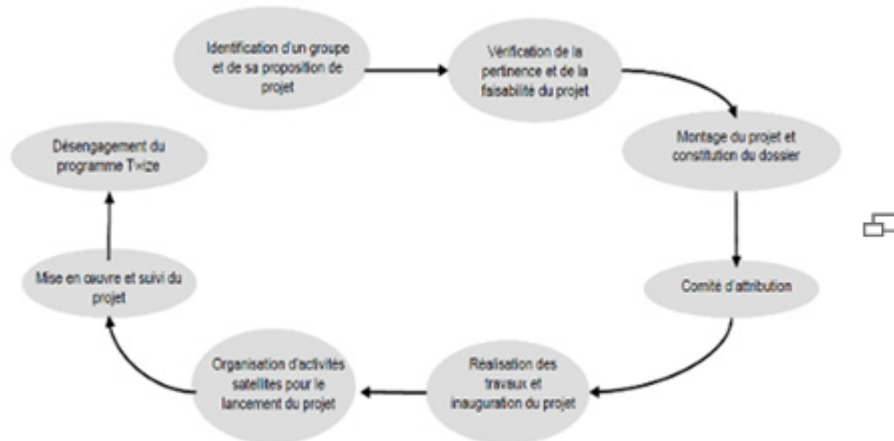 Identification d'un groupe
et de sa proposition de
projet
Vérification de la
pertinence et de la
faisabilité du projet
Montage du projet et
constitution du dossier
Comité d'attribution
Réalisation des
travaux et
inauguration du projet
Organisation d'activités
satellites pour le
lancement du projet
Mise en œuvre et suivi du
projet
Désengagement du
programme Twize